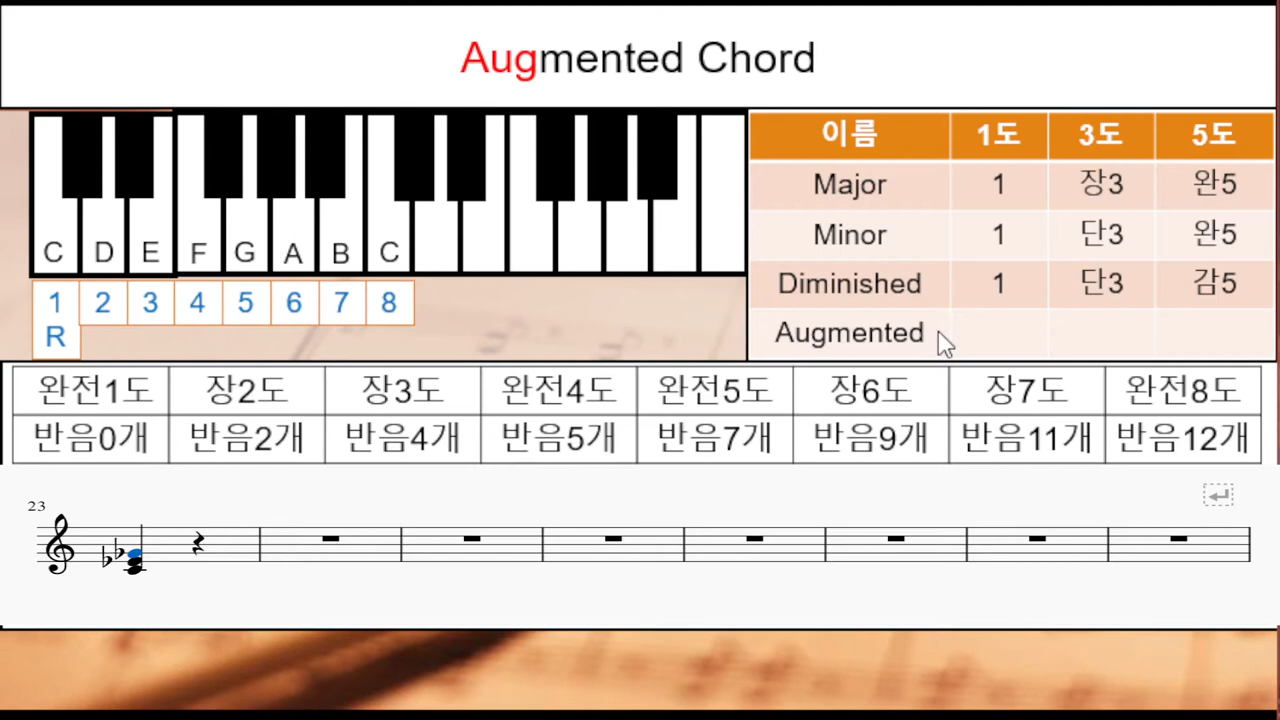 Augmented Chord
C D E F G A B C
1 2 3 4 5 6 7 8
R
이름 1도 3도 5도
Major 1 장3 완5
Minor 1 단3 완5
Diminished 1 단3 감5
Augmented
완전1도 장2도 장3도 완전4도 완전5도 장6도 장7도 완전8도
반음0개 반음2개 반음4개 반음5개 반음7개 반음9개 반음11개 반음12개
23